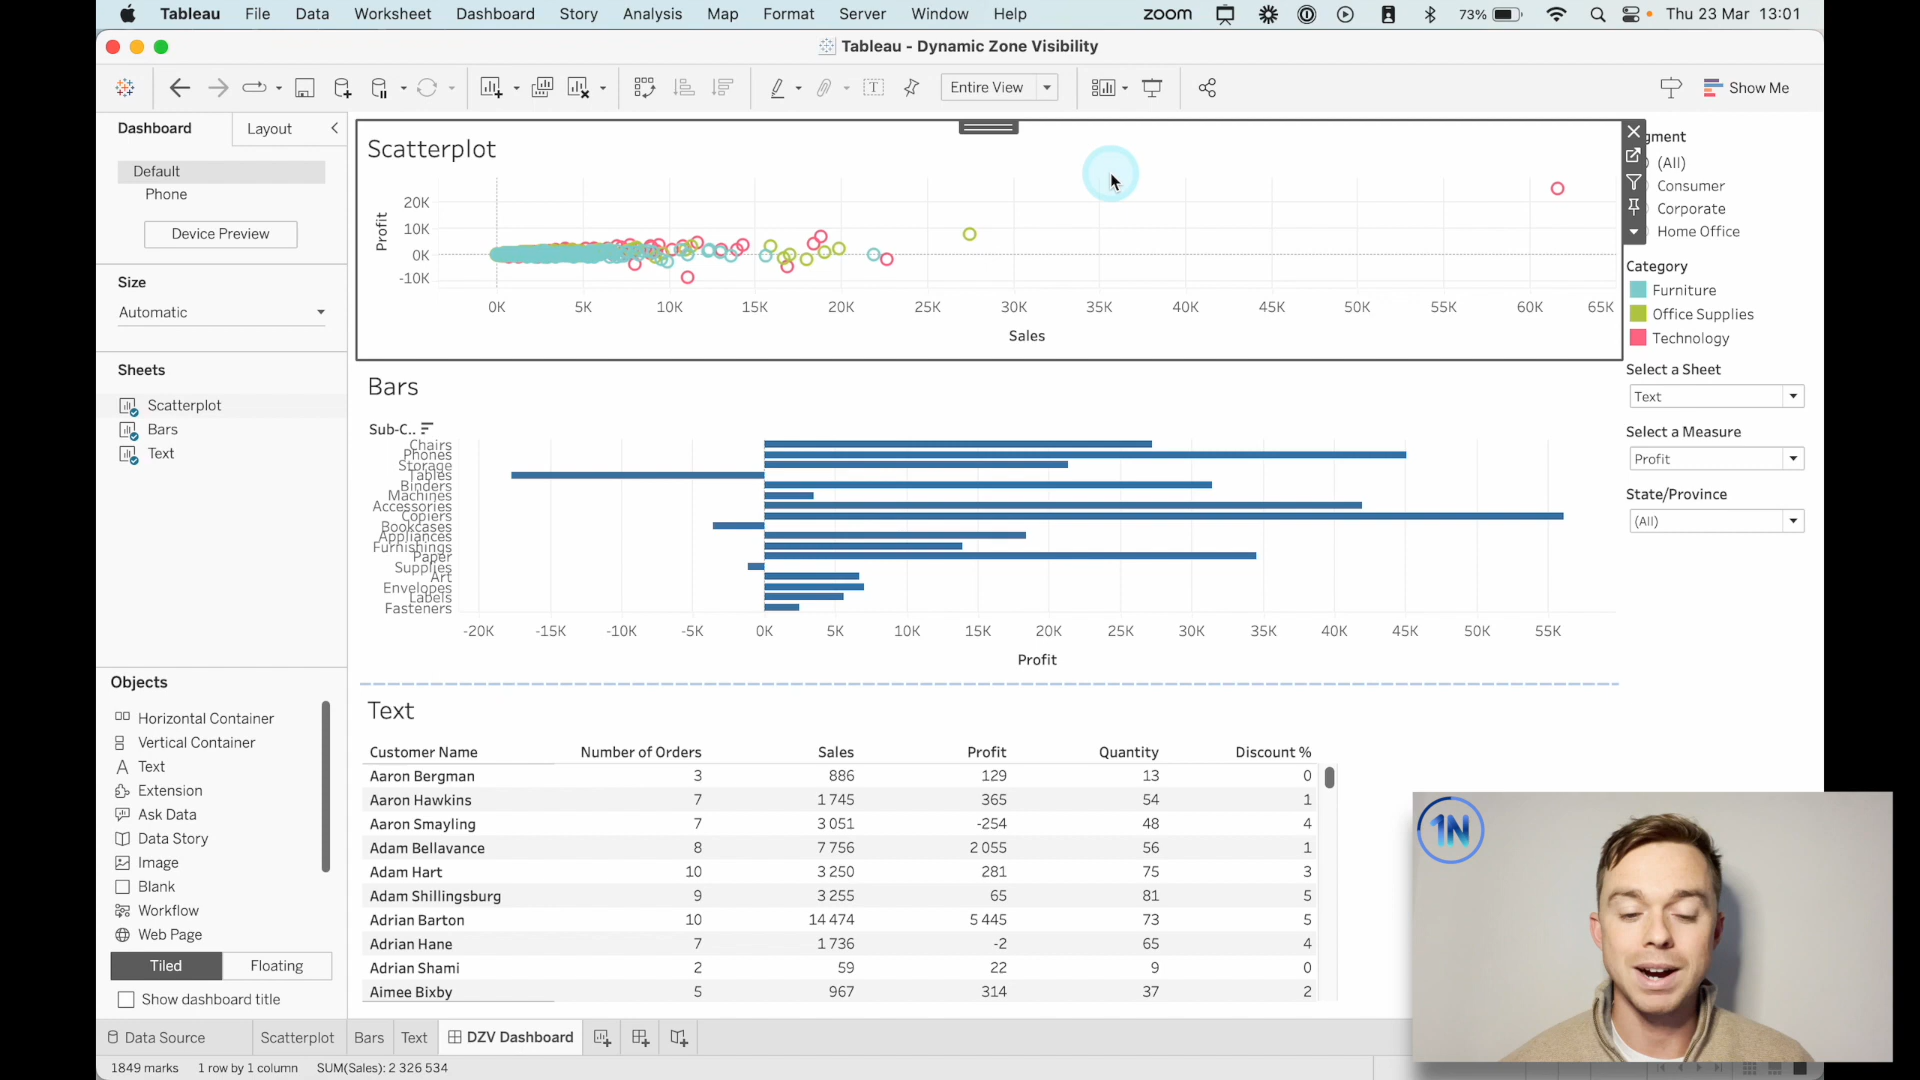 Tableau File Data Worksheet Dashboard Story Analysis Map Format Server Window Help zoom 73% Thu 23 Mar 13:01
Tableau - Dynamic Zone Visibility
Entire View
Show Me
Dashboard Layout
Default
Phone
Device Preview
Size
Automatic
Sheets
Scatterplot
Bars
Text
Objects
Horizontal Container
Vertical Container
Text
Extension
Ask Data
Data Story
Image
Blank
Workflow
Web Page
Tiled Floating
Show dashboard title
Scatterplot
Profit
20K
10K
0K
-10K
0K 5K 10K 15K 20K 25K 30K 35K 40K 45K 50K 55K 60K 65K
Sales
Bars
Sub-C..
Chairs
Phones
Storage
Tables
Binders
Machines
Accessories
Copiers
Bookcases
Appliances
Furnishings
Paper
Supplies
Art
Envelopes
Labels
Fasteners
-20K -15K -10K -5K 0K 5K 10K 15K 20K 25K 30K 35K 40K 45K 50K 55K
Profit
Text
Customer Name Number of Orders Sales Profit Quantity Discount %
Aaron Bergman 3 886 129 13 0
Aaron Hawkins 7 1 745 365 54 1
Aaron Smayling 7 3 051 -254 48 4
Adam Bellavance 8 7 756 2 055 56 1
Adam Hart 10 3 250 281 75 3
Adam Shillingsburg 9 3 255 65 81 5
Adrian Barton 10 14 474 5 445 73 5
Adrian Hane 7 1 736 -2 65 4
Adrian Shami 2 59 22 9 0
Aimee Bixby 5 967 314 37 2
gment
(All)
Consumer
Corporate
Home Office
Category
Furniture
Office Supplies
Technology
Select a Sheet
Text
Select a Measure
Profit
State/Province
(All)
1N
Data Source Scatterplot Bars Text DZV Dashboard
1849 marks 1 row by 1 column SUM(Sales): 2 326 534